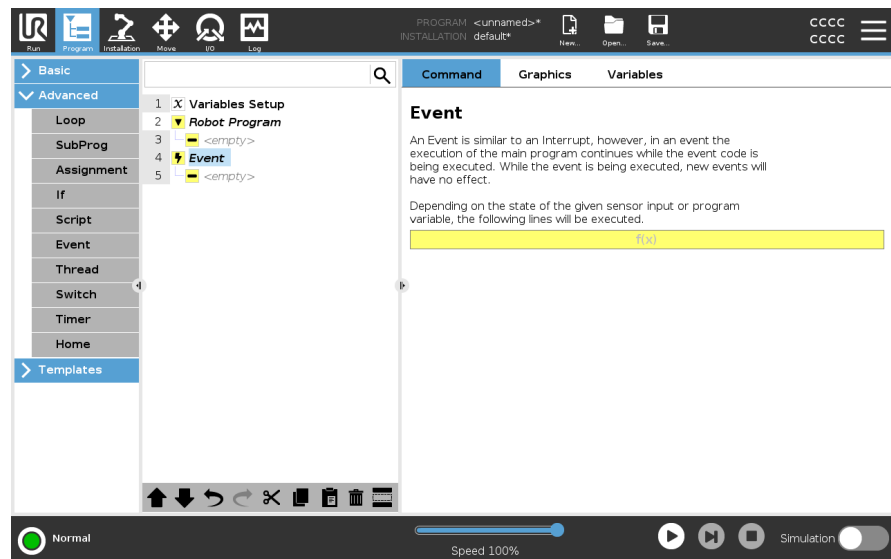 UR
PROGRAM <unnamed>*
INSTALLATION default*
CCCC
CCCC
Run
Program
Installation
Move
I/O
Log
New...
Open...
Save...
Basic
Advanced
Loop
SubProg
Assignment
If
Script
Event
Thread
Switch
Timer
Home
Templates
1 X Variables Setup
2 Robot Program
3 <empty>
4 Event
5 <empty>
Command
Graphics
Variables
Event
An Event is similar to an Interrupt, however, in an event the
execution of the main program continues while the event code is
being executed. While the event is being executed, new events will
have no effect.
Depending on the state of the given sensor input or program
variable, the following lines will be executed.
f(x)
Normal
Speed 100%
Simulation